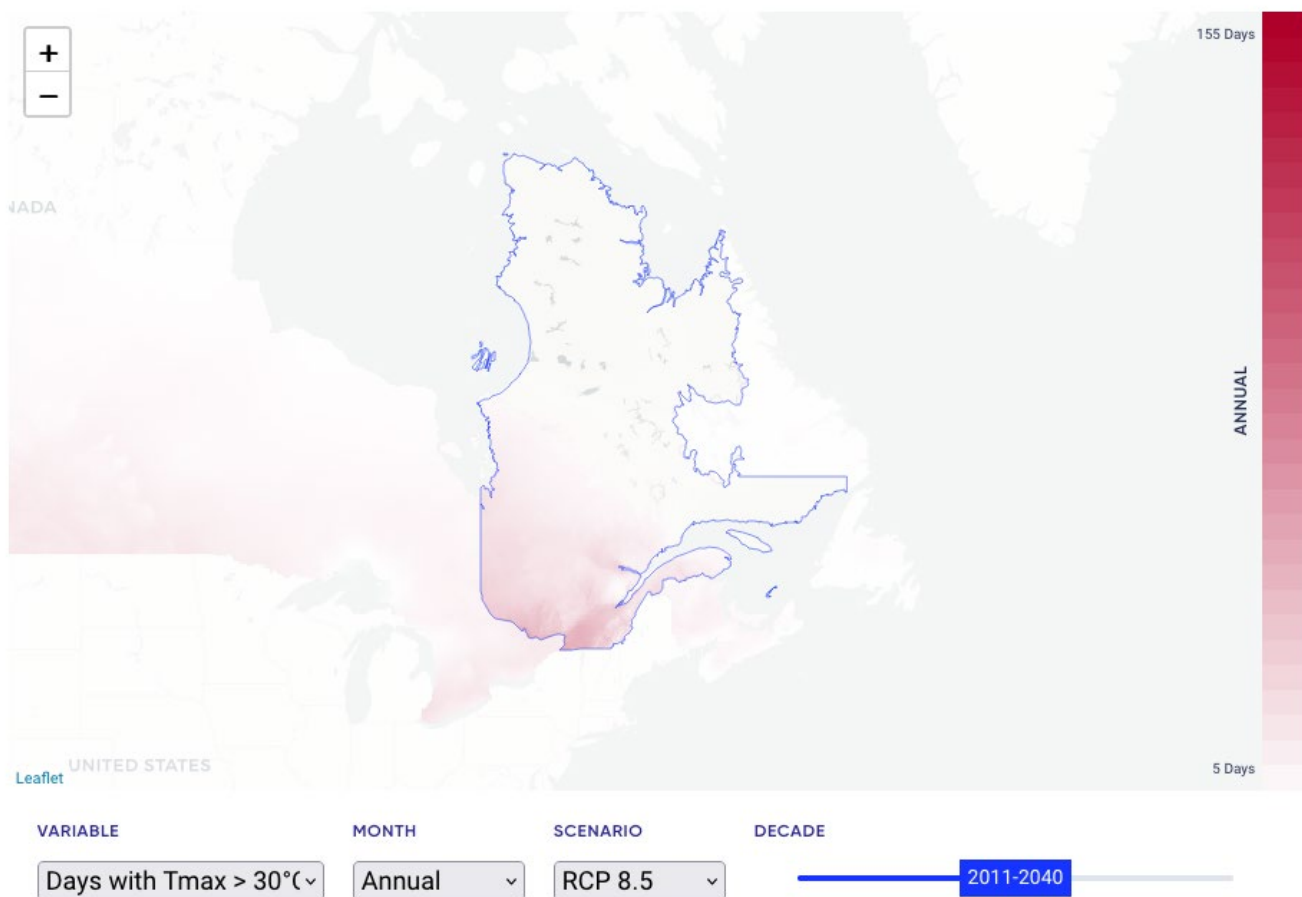 +
155 Days
−
NADA
ANNUAL
UNITED STATES
Leaflet
5 Days
VARIABLE
MONTH
SCENARIO
DECADE
Days with Tmax > 30°(
Annual
RCP 8.5
2011-2040